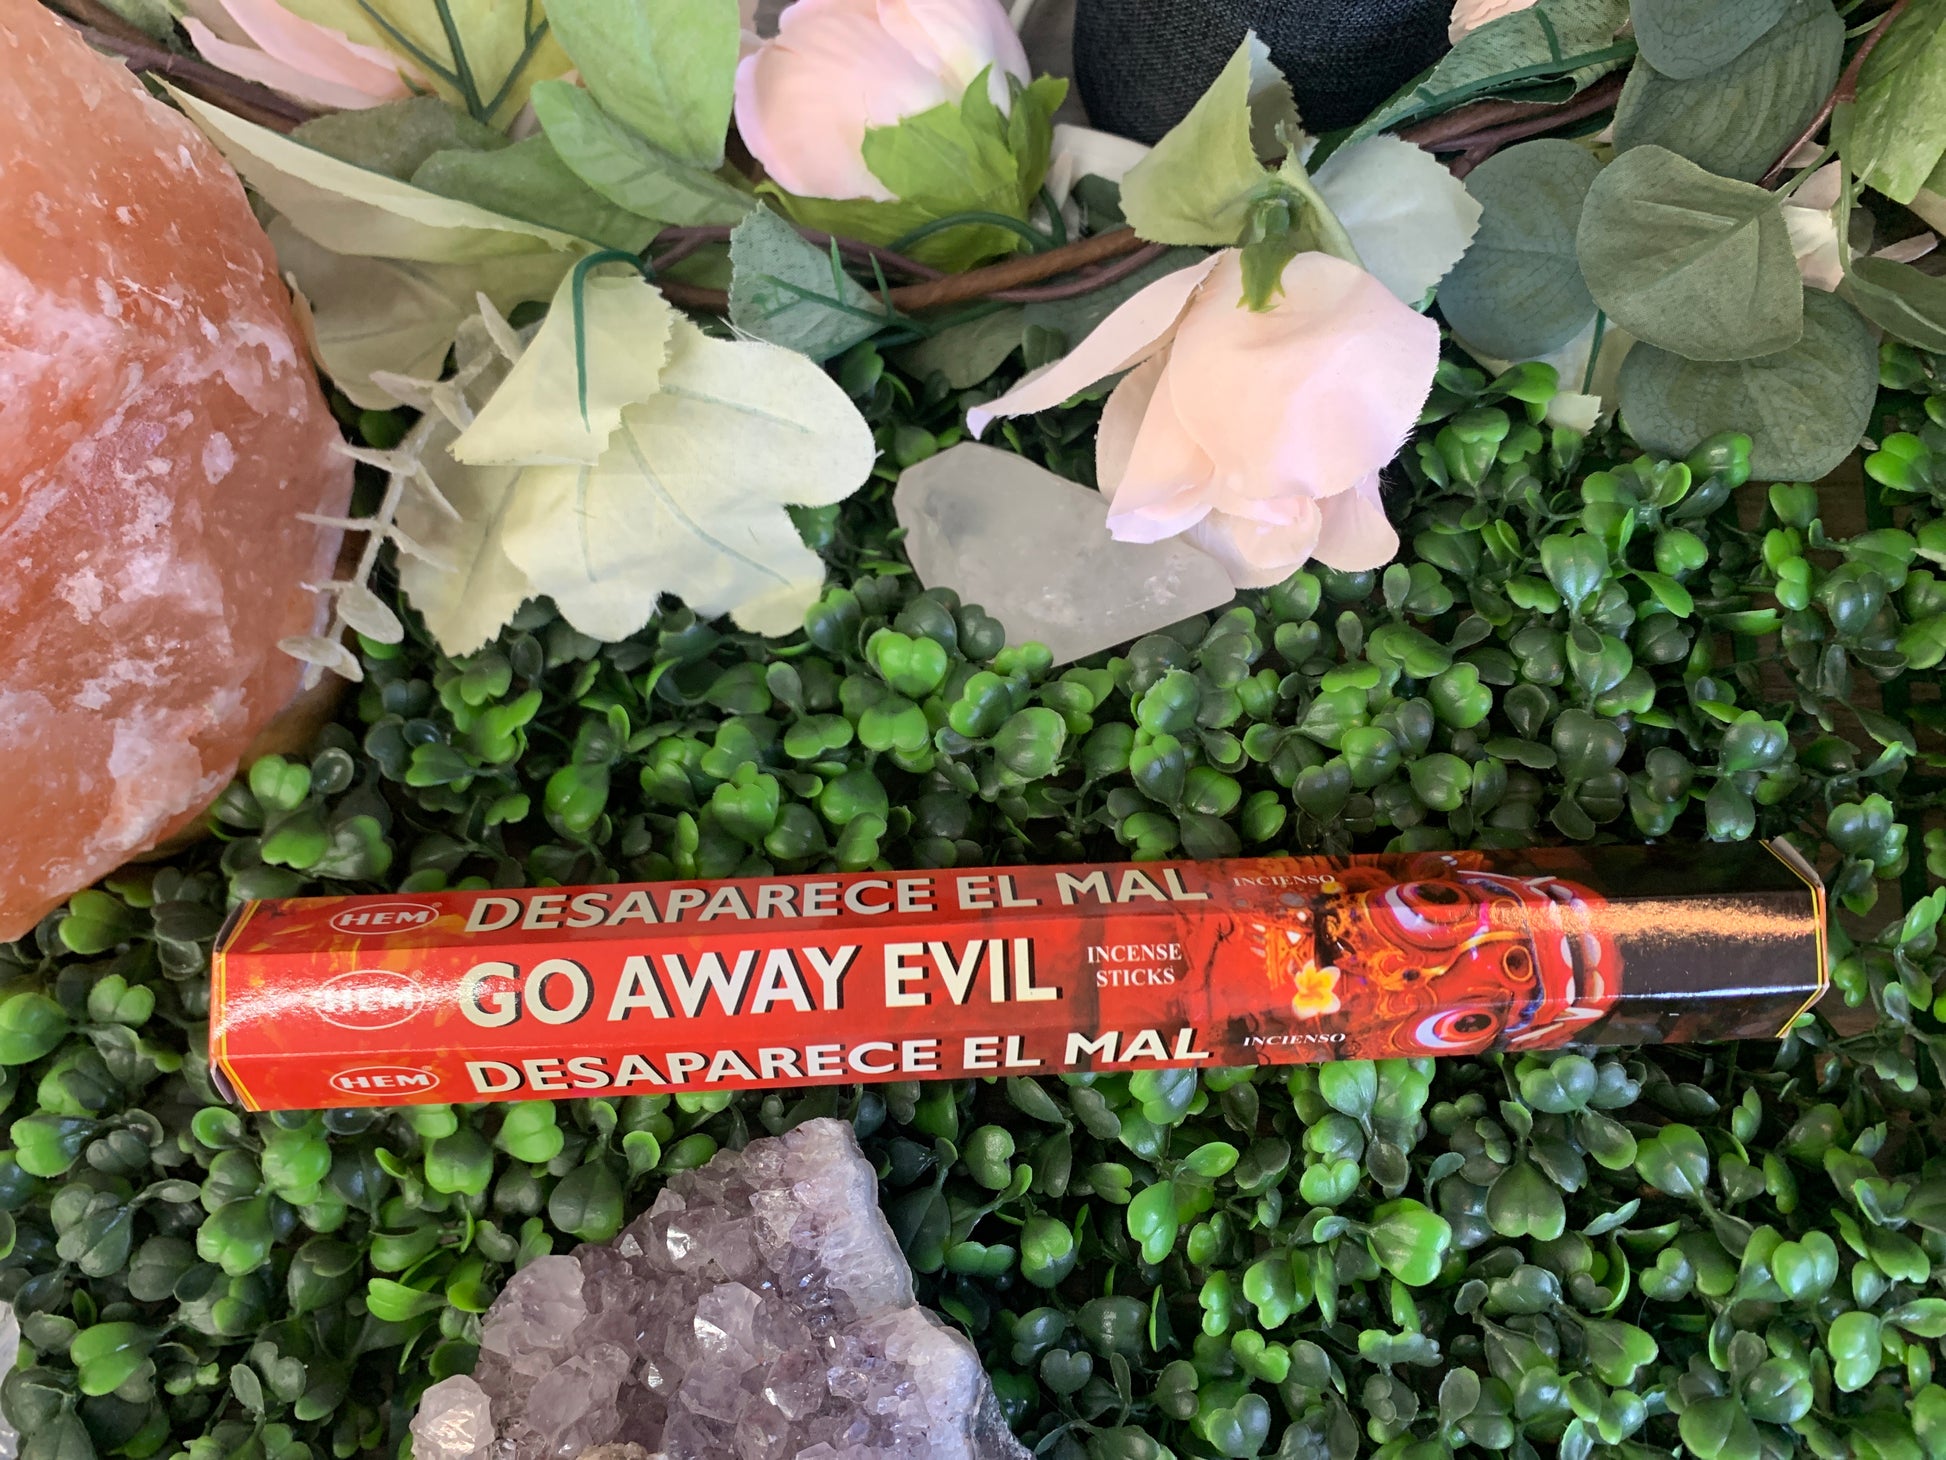 HEM DESAPARECE EL MAL INCIENSO
HEM GO AWAY EVIL INCENSE
STICKS
HEM DESAPARECE EL MAL INCIENSO